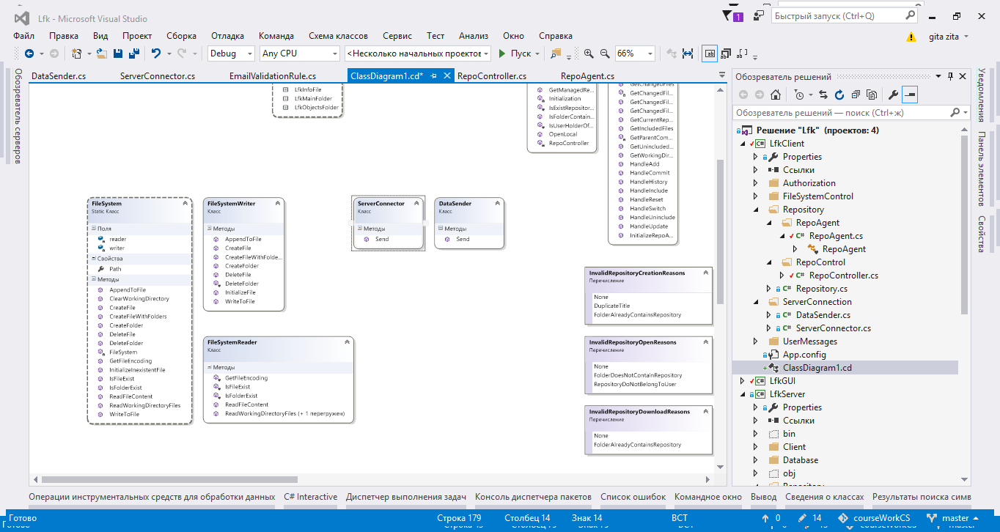 Lfk - Microsoft Visual Studio
1
Быстрый запуск (Ctrl+Q)
Файл Правка Вид Проект Сборка Отладка Команда Схема классов Сервис Тест Анализ Окно Справка
gita zita
Debug Any CPU <Несколько начальных проектов Пуск 66%
Обозреватель серверов
DataSender.cs ServerConnector.cs EmailValidationRule.cs ClassDiagram1.cd* RepoController.cs RepoAgent.cs
LfkInfoFile
LfkMainFolder
LfkObjectsFolder
GetManagedRe...
Initialization
IsExistRepositor...
IsFolderContain...
IsUserHolderOf...
OpenLocal
RepoController
GetChangedFiles
GetChangedFil...
GetChangedFil...
GetChangedFil...
GetCurrentRep...
GetIncludedFiles
GetParentCom...
GetUnincluded...
GetWorkingDir...
HandleAdd
HandleCommit
HandleHistory
HandleInclude
HandleReset
HandleSwitch
HandleUninclude
HandleUpdate
InitializeRepoA...
FileSystem
Static Класс
Поля
reader
writer
Свойства
Path
Методы
AppendToFile
ClearWorkingDirectory
CreateFile
CreateFileWithFolders
CreateFolder
DeleteFile
DeleteFolder
FileSystem
GetFileEncoding
InitializeInexistentFile
IsFileExist
IsFolderExist
ReadFileContent
ReadWorkingDirectoryFiles
WriteToFile
FileSystemWriter
Класс
Методы
AppendToFile
CreateFile
CreateFileWithFolde...
CreateFolder
DeleteFile
DeleteFolder
InitializeFile
WriteToFile
FileSystemReader
Класс
Методы
GetFileEncoding
IsFileExist
IsFolderExist
ReadFileContent
ReadWorkingDirectoryFiles (+ 1 перегружен)
ServerConnector
Класс
Методы
Send
DataSender
Класс
Методы
Send
InvalidRepositoryCreationReasons
Перечисление
None
DuplicateTitle
FolderAlreadyContainsRepository
InvalidRepositoryOpenReasons
Перечисление
None
FolderDoesNotContainRepository
RepositoryDoNotBelongToUser
InvalidRepositoryDownloadReasons
Перечисление
None
FolderAlreadyContainsRepository
Обозреватель решений
Обозреватель решений — поиск (Ctrl+ж)
Решение "Lfk" (проектов: 4)
C# LfkClient
Properties
Ссылки
Authorization
FileSystemControl
Repository
RepoAgent
C# RepoAgent.cs
RepoAgent
RepoControl
C# RepoController.cs
C# Repository.cs
ServerConnection
C# DataSender.cs
C# ServerConnector.cs
UserMessages
App.config
ClassDiagram1.cd
C# LfkGUI
C# LfkServer
Properties
Ссылки
bin
Client
Database
obj
Repository
Уведомления
Панель элементов
Свойства
Операции инструментальных средств для обработки данных C# Interactive Диспетчер выполнения задач Консоль диспетчера пакетов Список ошибок Командное окно Вывод Сведения о классах Результаты поиска симв
Готово Строка 179 Столбец 14 Знак 14 ВСТ 0 14 courseWorkCS master